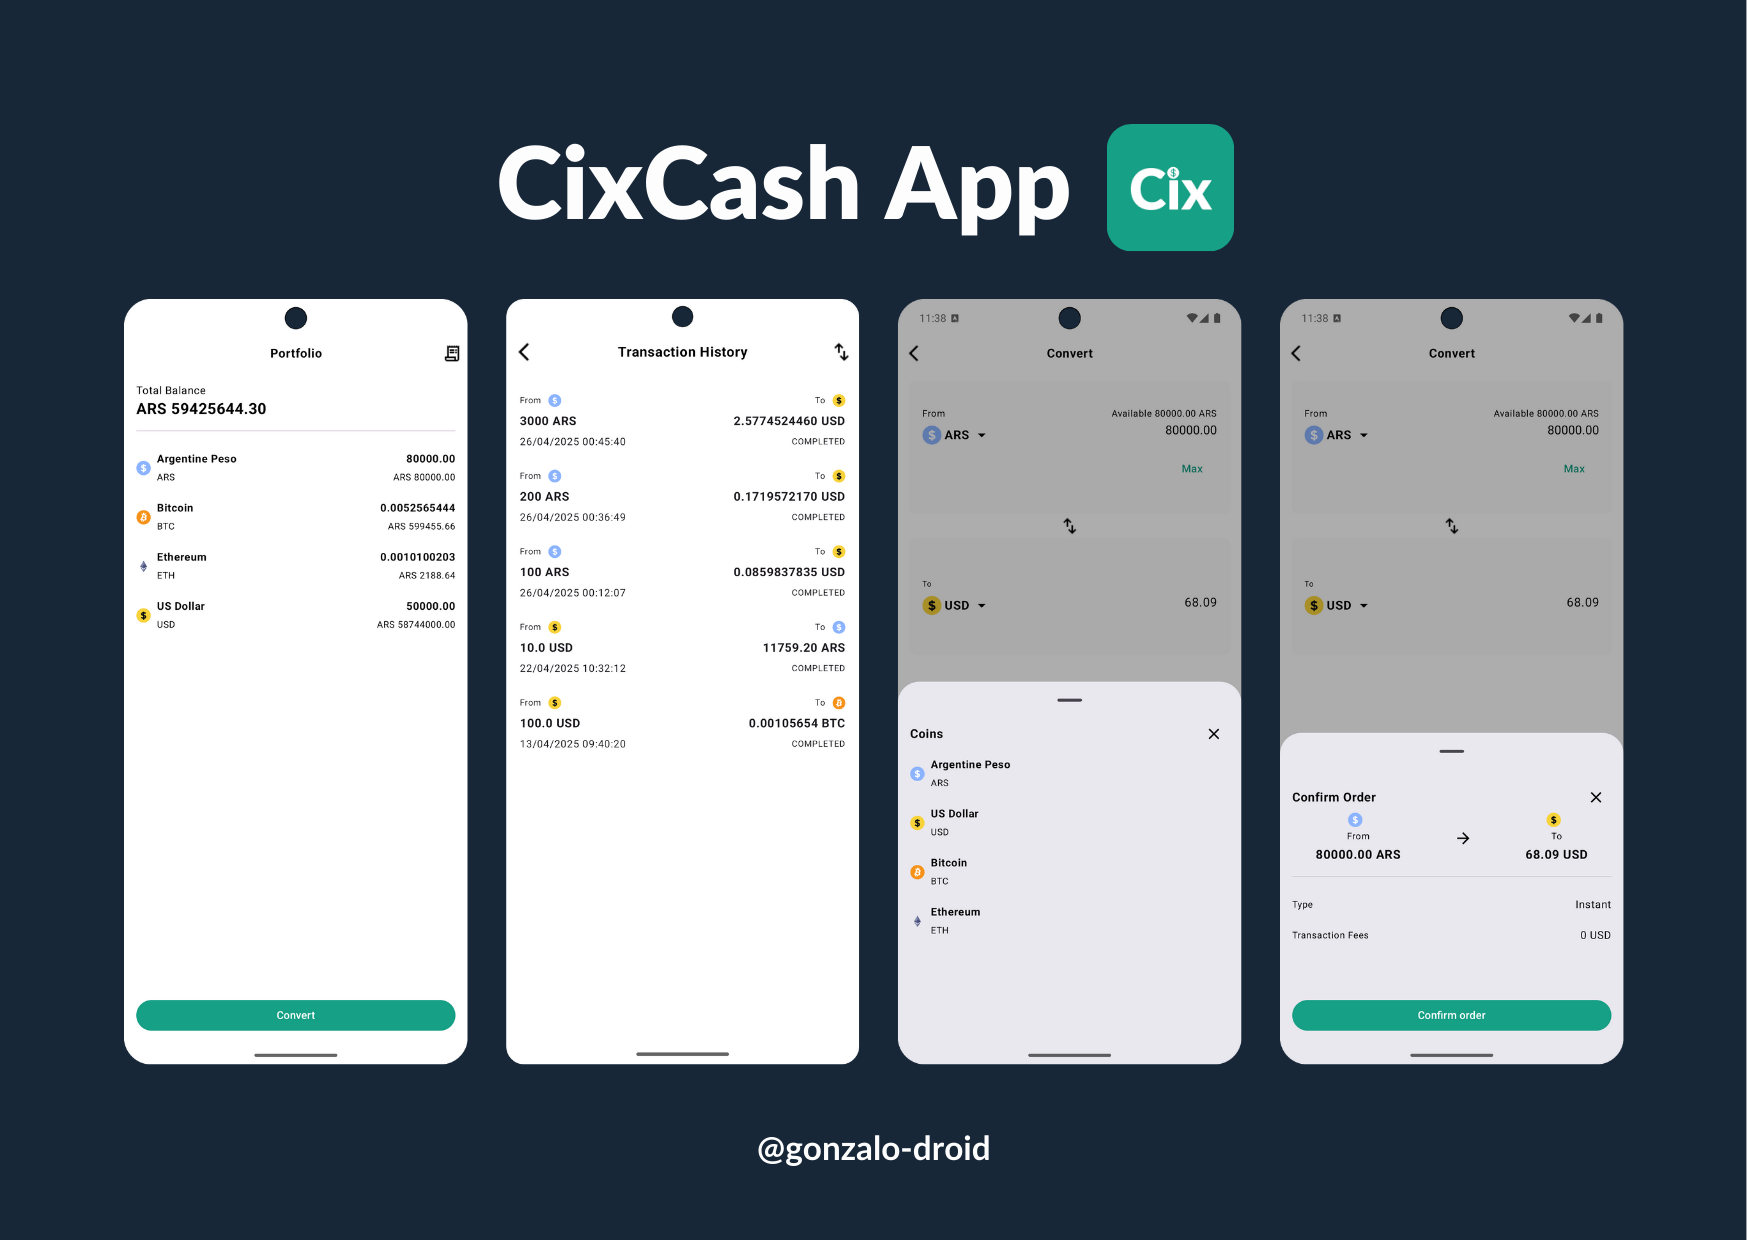 CixCash App
Cix
Portfolio
Total Balance
ARS 59425644.30
Argentine Peso 80000.00
ARS ARS 80000.00
Bitcoin 0.0052565444
BTC ARS 599455.66
Ethereum 0.0010100203
ETH ARS 2188.64
US Dollar 50000.00
USD ARS 58744000.00
Convert
Transaction History
From $ To $
3000 ARS 2.5774524460 USD
26/04/2025 00:45:40 COMPLETED
From $ To $
200 ARS 0.1719572170 USD
26/04/2025 00:36:49 COMPLETED
From $ To $
100 ARS 0.0859837835 USD
26/04/2025 00:12:07 COMPLETED
From $ To $
10.0 USD 11759.20 ARS
22/04/2025 10:32:12 COMPLETED
From $ To ₿
100.0 USD 0.00105654 BTC
13/04/2025 09:40:20 COMPLETED
11:38
Convert
From Available 80000.00 ARS
$ ARS 80000.00
Max
To
$ USD 68.09
Coins
Argentine Peso
ARS
US Dollar
USD
Bitcoin
BTC
Ethereum
ETH
11:38
Convert
From Available 80000.00 ARS
$ ARS 80000.00
Max
To
$ USD 68.09
Confirm Order
$ $
From To
80000.00 ARS 68.09 USD
Type Instant
Transaction Fees 0 USD
Confirm order
@gonzalo-droid